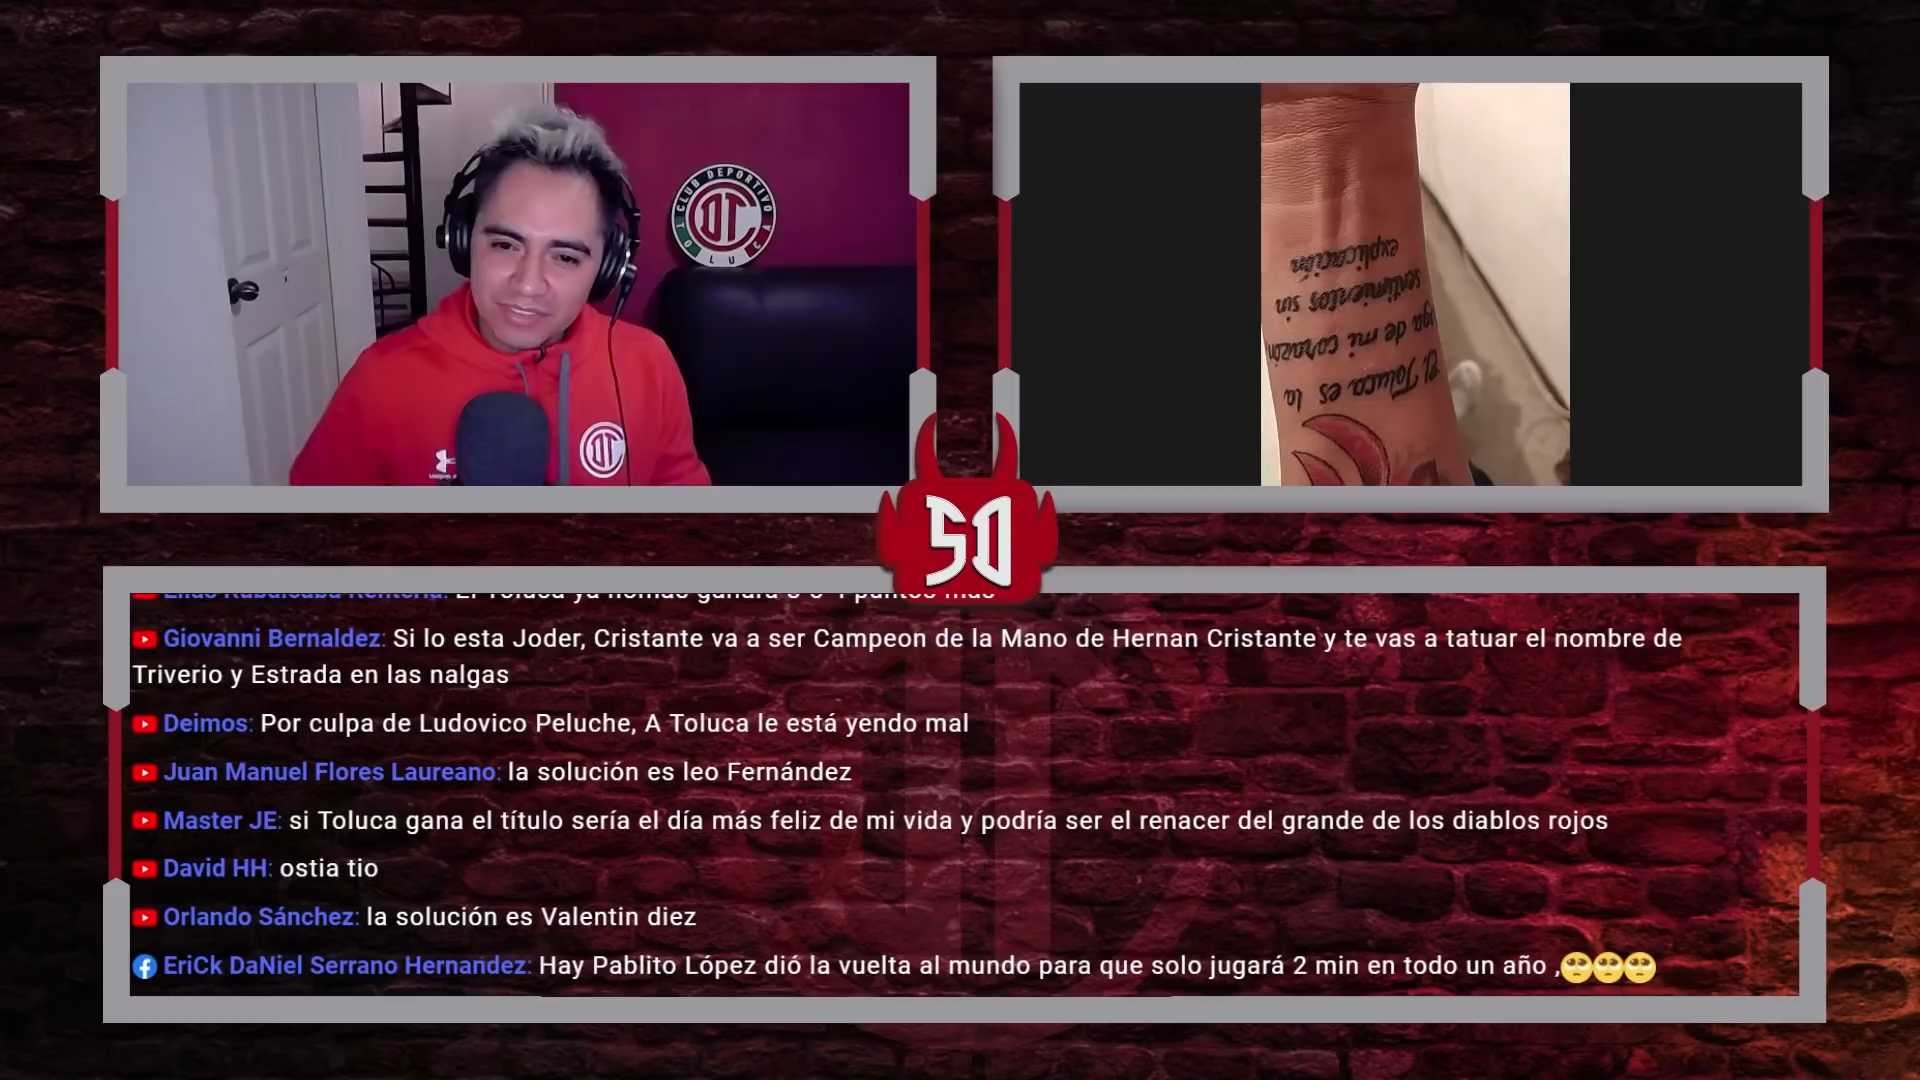 CLUB DEPORTIVO
TOLUCA
El Toluca es la
de mi corazón
sentimientos sin
explicación
Giovanni Bernaldez: Si lo esta Joder, Cristante va a ser Campeon de la Mano de Hernan Cristante y te vas a tatuar el nombre de
Triverio y Estrada en las nalgas
Deimos: Por culpa de Ludovico Peluche, A Toluca le está yendo mal
Juan Manuel Flores Laureano: la solución es leo Fernández
Master JE: si Toluca gana el título sería el día más feliz de mi vida y podría ser el renacer del grande de los diablos rojos
David HH: ostia tio
Orlando Sánchez: la solución es Valentin diez
EriCk DaNiel Serrano Hernandez: Hay Pablito López dió la vuelta al mundo para que solo jugará 2 min en todo un año ,🥺🥺🥺